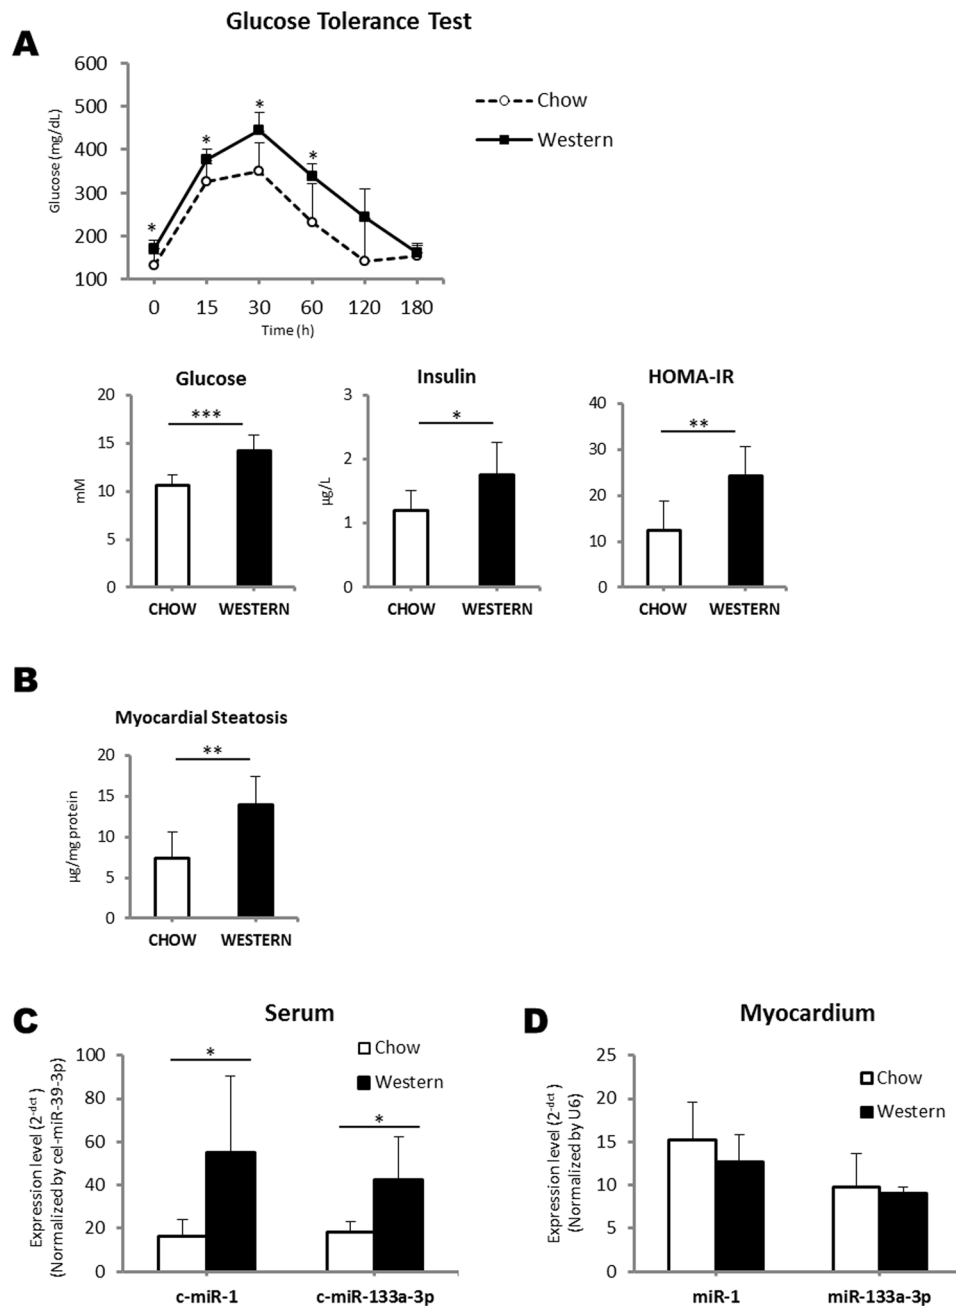 A
Glucose Tolerance Test
600
500
400
300
200
100
Glucose (mg/dL)
*
*
*
*
0 15 30 60 120 180
Time (h)
Chow
Western
Glucose
20
15
10
5
0
mM
***
CHOW WESTERN
Insulin
3
2
1
0
µg/L
*
CHOW WESTERN
HOMA-IR
40
30
20
10
0
**
CHOW WESTERN
B
Myocardial Steatosis
20
15
10
5
0
µg/mg protein
**
CHOW WESTERN
C
Serum
Chow
Western
100
80
60
40
20
0
Expression level (2⁻ᵈᶜᵗ )
(Normalized by cel-miR-39-3p)
*
*
c-miR-1 c-miR-133a-3p
D
Myocardium
Chow
Western
25
20
15
10
5
0
Expression level (2⁻ᵈᶜᵗ )
(Normalized by U6)
miR-1 miR-133a-3p